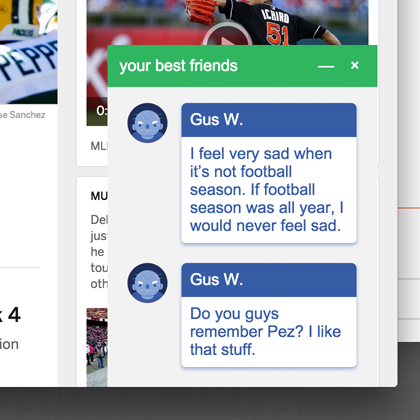 PEPPE
ICHIRO
51
se Sanchez
0:
MLI
MU
Del
just
he
tou
oth
k 4
ion
your best friends
Gus W.
I feel very sad when
it's not football
season. If football
season was all year, I
would never feel sad.
Gus W.
Do you guys
remember Pez? I like
that stuff.